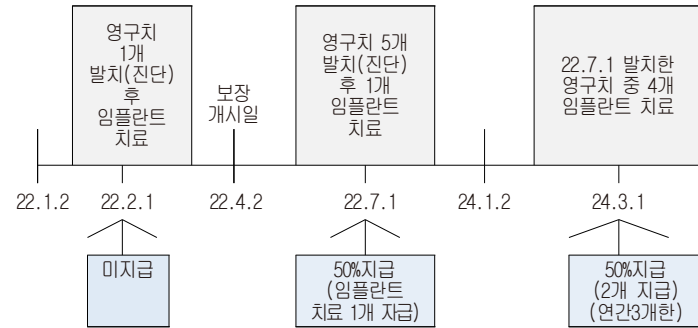 영구치
1개
발치(진단)
후
임플란트
치료
보장
개시일
영구치 5개
발치(진단)
후 1개
임플란트
치료
22.7.1 발치한
영구치 중 4개
임플란트 치료
22.1.2
22.2.1
22.4.2
22.7.1
24.1.2
24.3.1
미지급
50%지급
(임플란트
치료 1개 자급)
50%지급
(2개 지급)
(연간3개한)